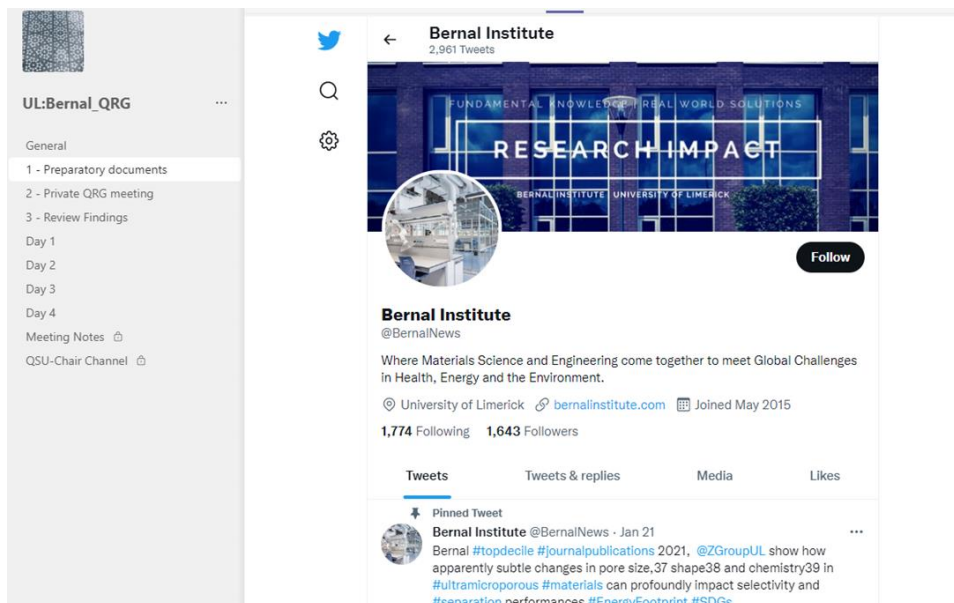 UL:Bernal_QRG
...
General
1 - Preparatory documents
2 - Private QRG meeting
3 - Review Findings
Day 1
Day 2
Day 3
Day 4
Meeting Notes
QSU-Chair Channel
Bernal Institute
2,961 Tweets
FUNDAMENTAL KNOWLEDGE | REAL WORLD SOLUTIONS
RESEARCH IMPACT
BERNAL INSTITUTE | UNIVERSITY OF LIMERICK
Follow
Bernal Institute
@BernalNews
Where Materials Science and Engineering come together to meet Global Challenges
in Health, Energy and the Environment.
University of Limerick bernalinstitute.com Joined May 2015
1,774 Following 1,643 Followers
Tweets Tweets & replies Media Likes
Pinned Tweet
Bernal Institute @BernalNews · Jan 21 ...
Bernal #topdecile #journalpublications 2021, @ZGroupUL show how
apparently subtle changes in pore size,37 shape38 and chemistry39 in
#ultramicroporous #materials can profoundly impact selectivity and
#separation performances #EnergyFootprint #SDGs